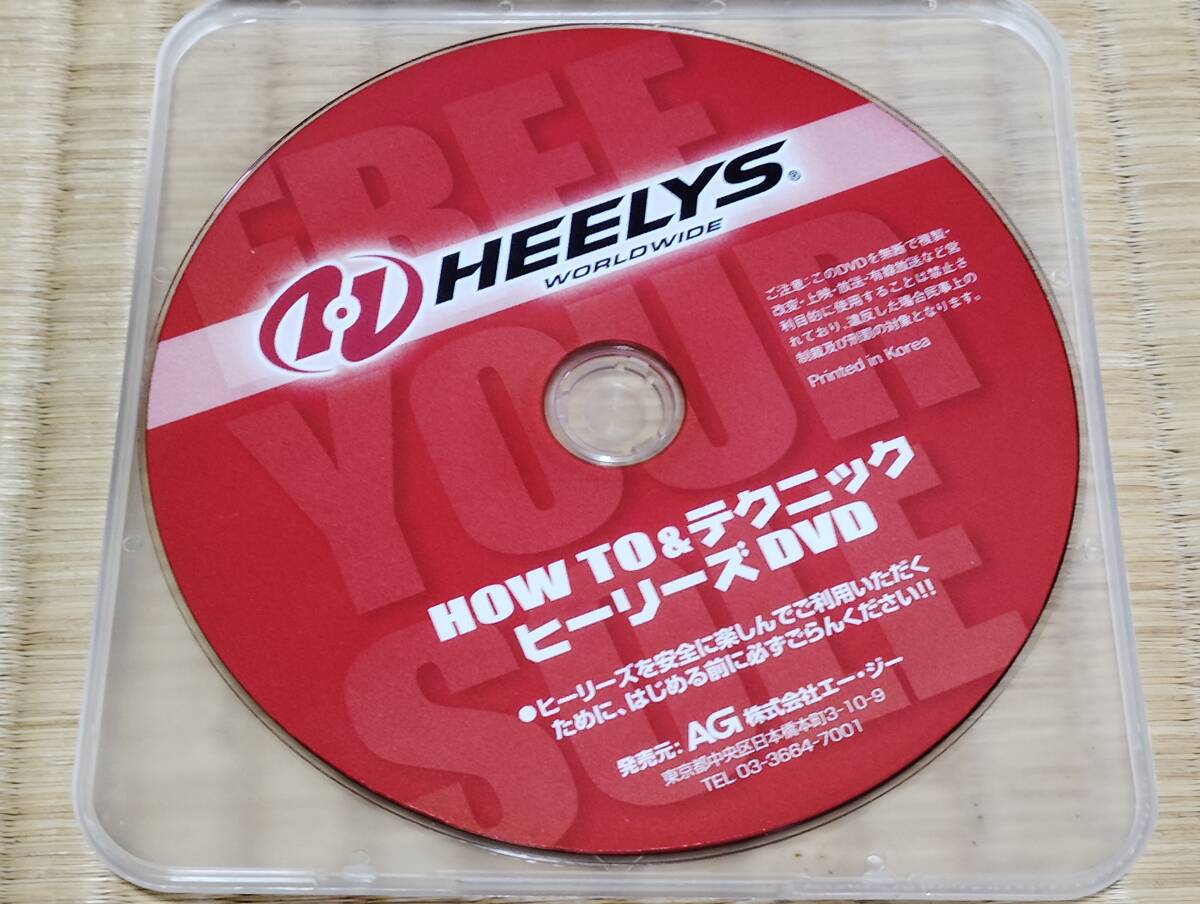 FREE
YOUR
SOLE
HEELYS®
WORLDWIDE
ご注意:このDVDを無断で複製・
改変・上映・放送・有線放送など営
利目的に使用することは禁止さ
れており、違反した場合民事上の
制裁及び刑罰の対象となります。
Printed in Korea
HOW TO&テクニック
ヒーリーズDVD
●ヒーリーズを安全に楽しんでご利用いただく
ために、はじめる前に必ずごらんください!!
発売元:AGI株式会社エー・ジー
東京都中央区日本橋本町3-10-9
TEL 03-3664-7001